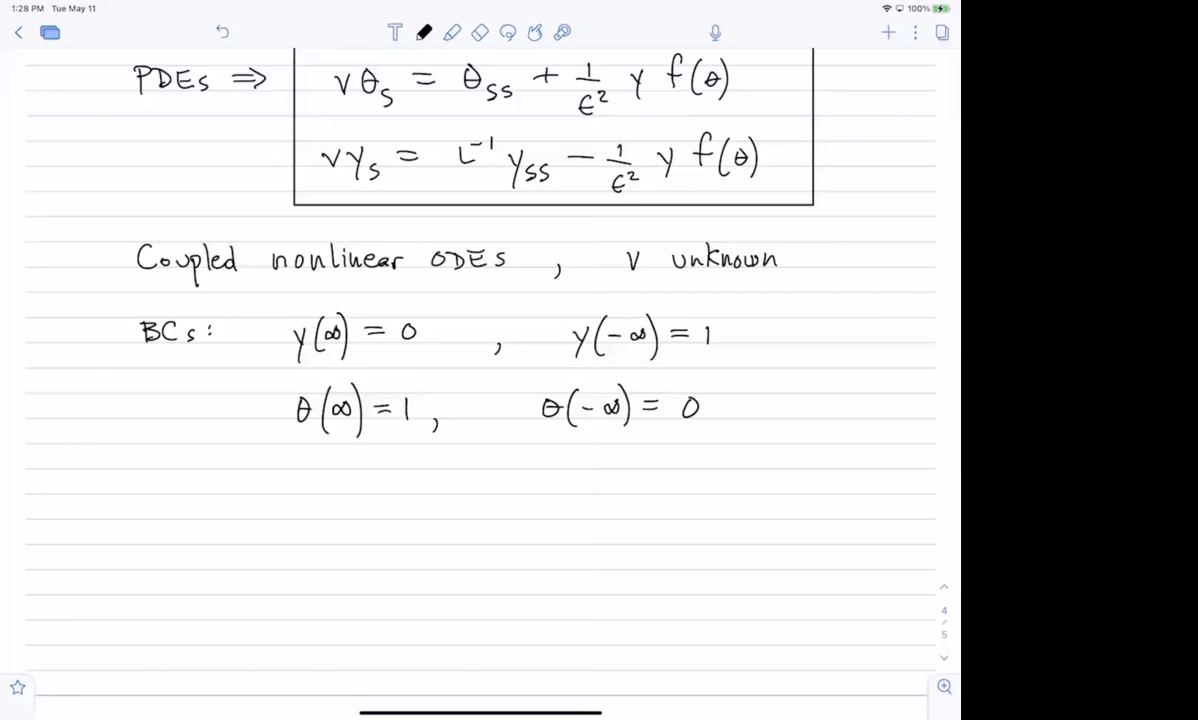 1:28 PM Tue May 11
100%
PDEs ⇒ vθ_s = θ_ss + 1/ε² y f(θ)
v y_s = L⁻¹ y_ss − 1/ε² y f(θ)
Coupled nonlinear ODEs , v unknown
BCs: y(∞) = 0 , y(-∞) = 1
θ(∞) = 1, θ(-∞) = 0
4
/
5